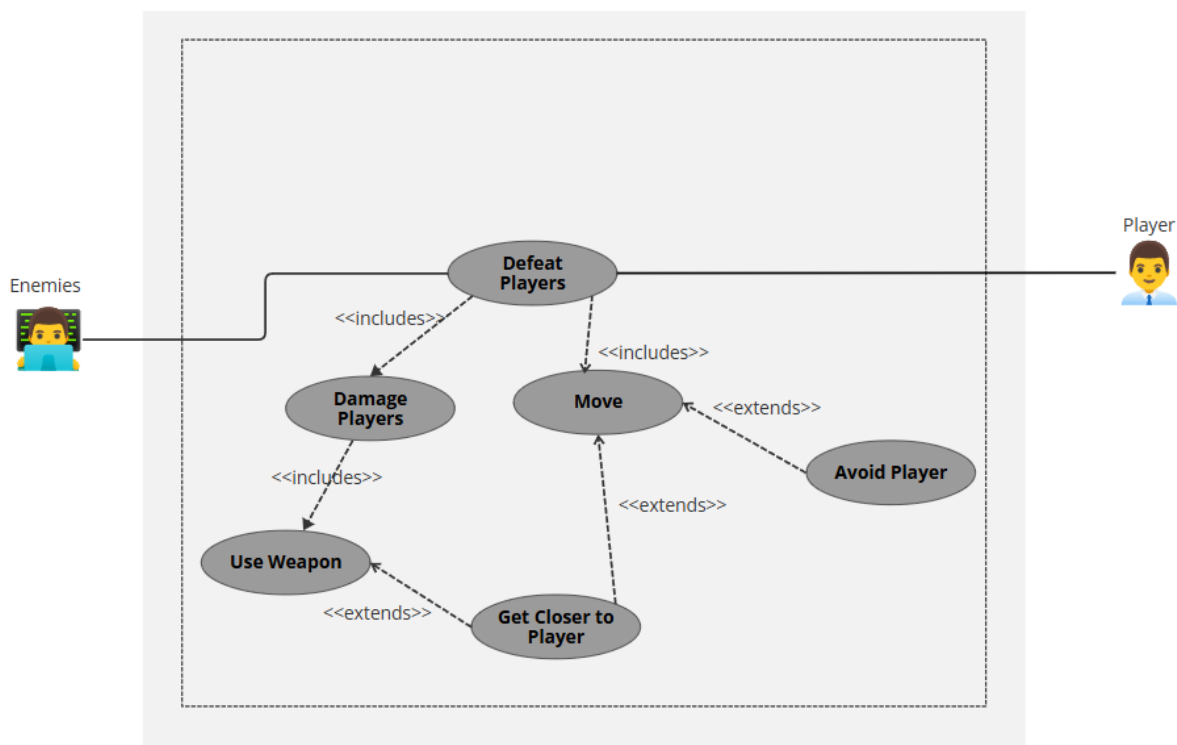 Player
Enemies
Defeat
Players
<<includes>>
<<includes>>
Damage
Players
Move
<<extends>>
Avoid Player
<<includes>>
<<extends>>
Use Weapon
<<extends>>
Get Closer to
Player